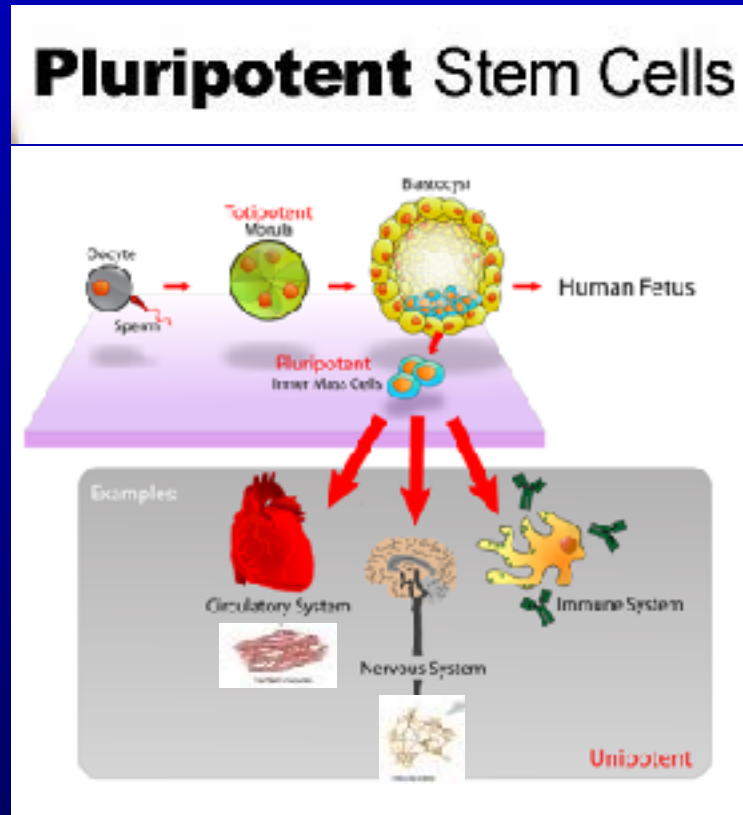 Pluripotent Stem Cells
Blastocyst
Totipotent
Morula
Oocyte
Sperm
Human Fetus
Pluripotent
Inner Mass Cells
Examples:
Circulatory System
Immune System
Nervous System
Unipotent